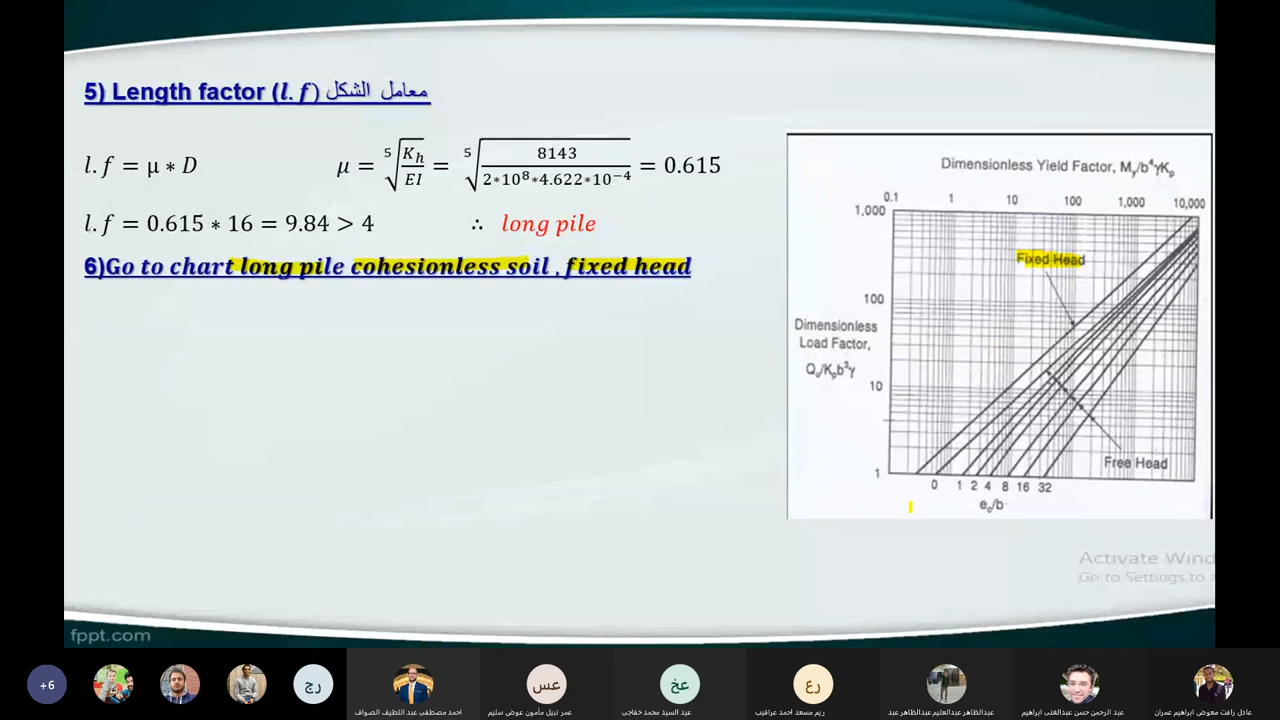 5) Length factor (l.f) معامل الشكل
l.f = μ * D
μ = ⁵√(K_h/EI) = ⁵√(8143/(2*10⁸*4.622*10⁻⁴)) = 0.615
l.f = 0.615 * 16 = 9.84 > 4 ∴ long pile
6)Go to chart long pile cohesionless soil , fixed head
Dimensionless Yield Factor, M_y/b⁴γK_p
0.1 1 10 100 1,000 10,000
1,000
Fixed Head
100
Dimensionless
Load Factor,
Q_u/K_pb³γ
10
Free Head
1
0 1 2 4 8 16 32
e_c/b
Activate Wind
Go to Settings to
fppt.com
+6
رج
عس
عخ
رع
احمد مصطفى عبد اللطيف الصواف
عمر نبيل مأمون عوض سليم
عبد السيد محمد خفاجى
ريم مسعد احمد عراقيب
عبدالظاهر عبدالعليم عبدالظاهر عبد
عبد الرحمن حسن عبدالغنى ابراهيم
عادل رافت معوض ابراهيم عمران